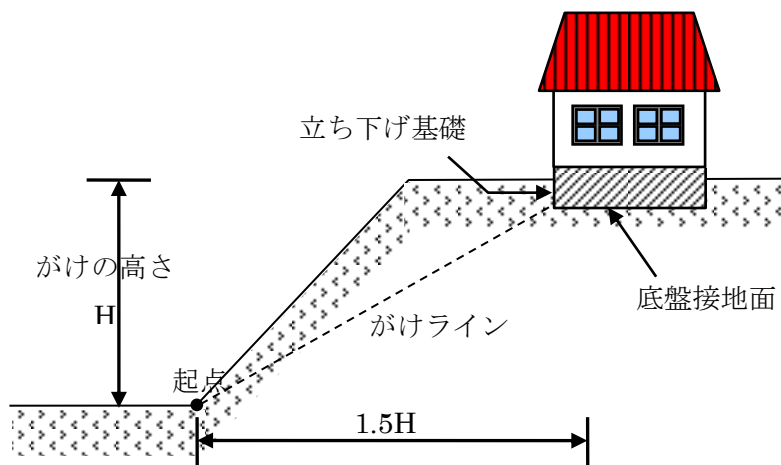 立ち下げ基礎
がけの高さ
H
底盤接地面
がけライン
起点
1.5H